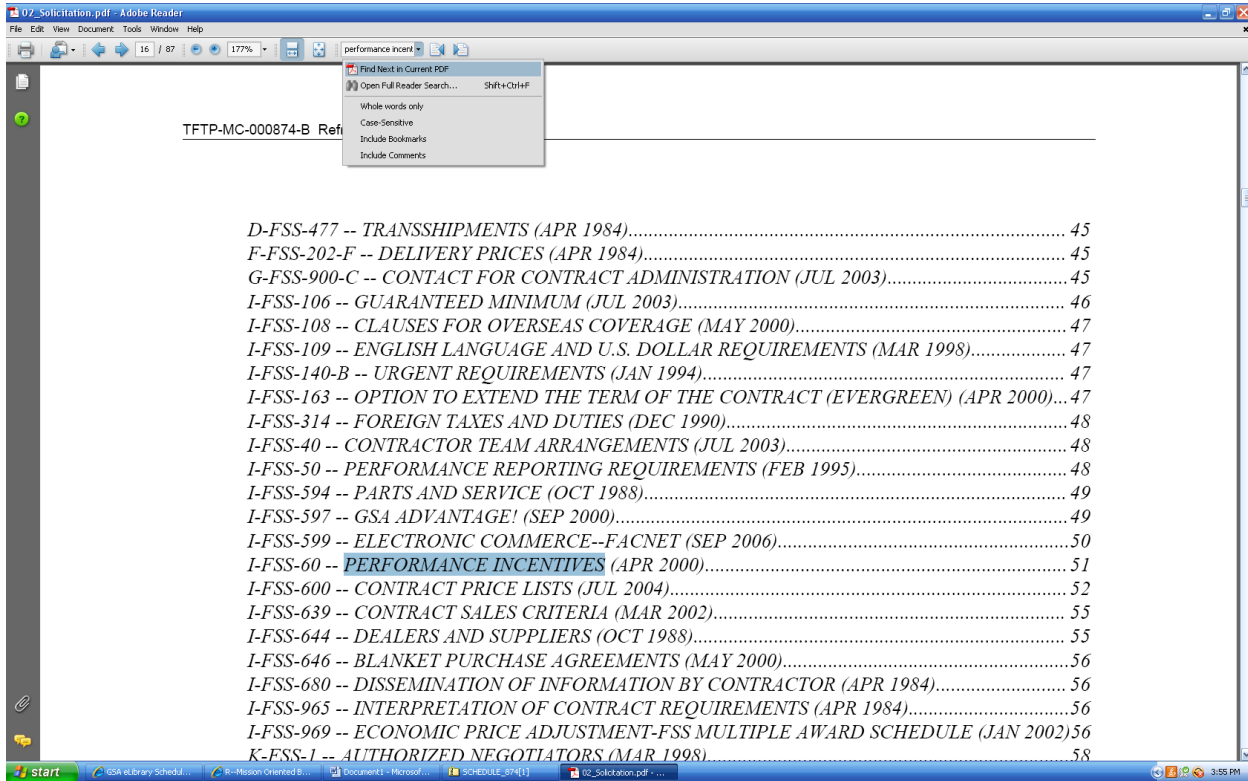 02_Solicitation.pdf - Adobe Reader
File Edit View Document Tools Window Help
16 / 87 177% performance incent
Find Next in Current PDF
Open Full Reader Search... Shift+Ctrl+F
Whole words only
Case-Sensitive
Include Bookmarks
Include Comments
TFTP-MC-000874-B
D-FSS-477 -- TRANSSHIPMENTS (APR 1984)...................................................................................... 45
F-FSS-202-F -- DELIVERY PRICES (APR 1984)................................................................................... 45
G-FSS-900-C -- CONTACT FOR CONTRACT ADMINISTRATION (JUL 2003)....................................45
I-FSS-106 -- GUARANTEED MINIMUM (JUL 2003)............................................................................ 46
I-FSS-108 -- CLAUSES FOR OVERSEAS COVERAGE (MAY 2000)..................................................... 47
I-FSS-109 -- ENGLISH LANGUAGE AND U.S. DOLLAR REQUIREMENTS (MAR 1998)................... 47
I-FSS-140-B -- URGENT REQUIREMENTS (JAN 1994)....................................................................... 47
I-FSS-163 -- OPTION TO EXTEND THE TERM OF THE CONTRACT (EVERGREEN) (APR 2000)...47
I-FSS-314 -- FOREIGN TAXES AND DUTIES (DEC 1990)...................................................................48
I-FSS-40 -- CONTRACTOR TEAM ARRANGEMENTS (JUL 2003)....................................................... 48
I-FSS-50 -- PERFORMANCE REPORTING REQUIREMENTS (FEB 1995)......................................... 48
I-FSS-594 -- PARTS AND SERVICE (OCT 1988)................................................................................... 49
I-FSS-597 -- GSA ADVANTAGE! (SEP 2000)........................................................................................49
I-FSS-599 -- ELECTRONIC COMMERCE--FACNET (SEP 2006).........................................................50
I-FSS-60 -- PERFORMANCE INCENTIVES (APR 2000)...................................................................... 51
I-FSS-600 -- CONTRACT PRICE LISTS (JUL 2004).............................................................................. 52
I-FSS-639 -- CONTRACT SALES CRITERIA (MAR 2002)..................................................................... 55
I-FSS-644 -- DEALERS AND SUPPLIERS (OCT 1988)......................................................................... 55
I-FSS-646 -- BLANKET PURCHASE AGREEMENTS (MAY 2000)........................................................56
I-FSS-680 -- DISSEMINATION OF INFORMATION BY CONTRACTOR (APR 1984).......................... 56
I-FSS-965 -- INTERPRETATION OF CONTRACT REQUIREMENTS (APR 1984)................................56
I-FSS-969 -- ECONOMIC PRICE ADJUSTMENT-FSS MULTIPLE AWARD SCHEDULE (JAN 2002)56
K-FSS-1 -- AUTHORIZED NEGOTIATORS (MAR 1998)........................................................................ 58
start GSA eLibrary Schedul... R--Mission Oriented B... Document1 - Microsof... SCHEDULE_874[1] 02_Solicitation.pdf - ... 3:55 PM